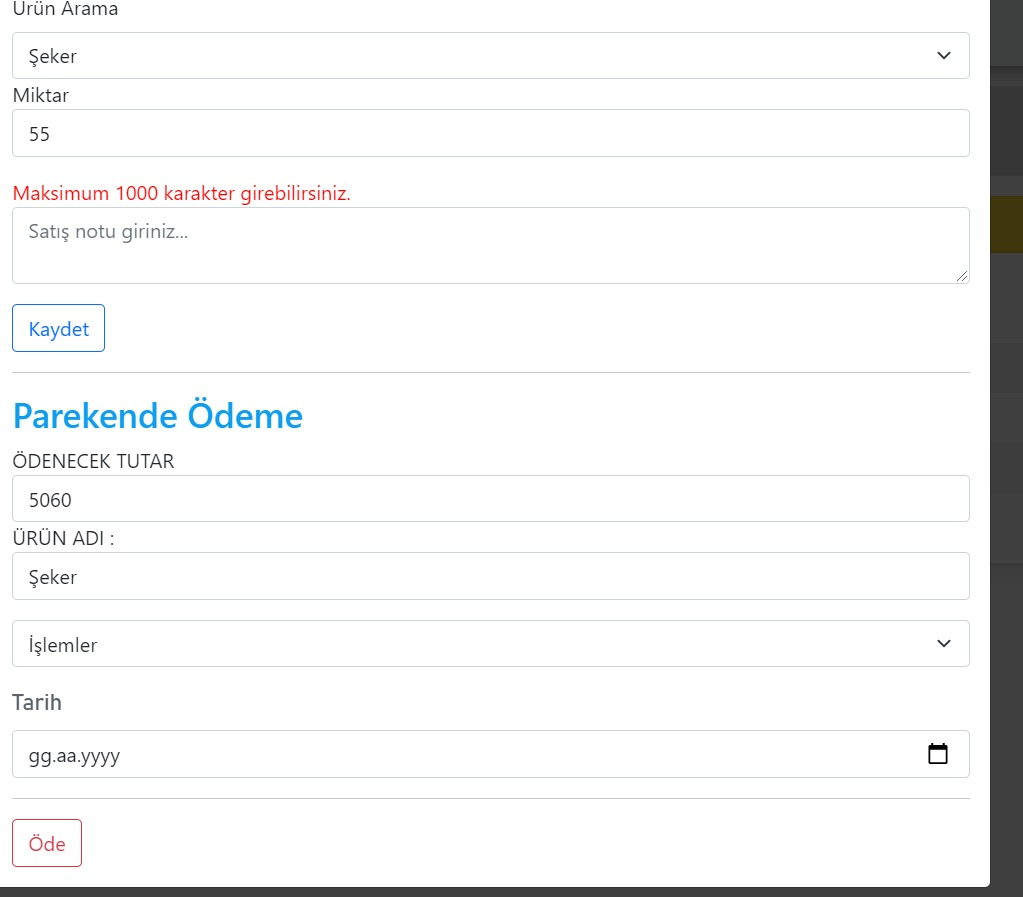 Ürün Arama
Şeker
Miktar
55
Maksimum 1000 karakter girebilirsiniz.
Satış notu giriniz...
Kaydet
Parekende Ödeme
ÖDENECEK TUTAR
5060
ÜRÜN ADI :
Şeker
İşlemler
Tarih
gg.aa.yyyy
Öde